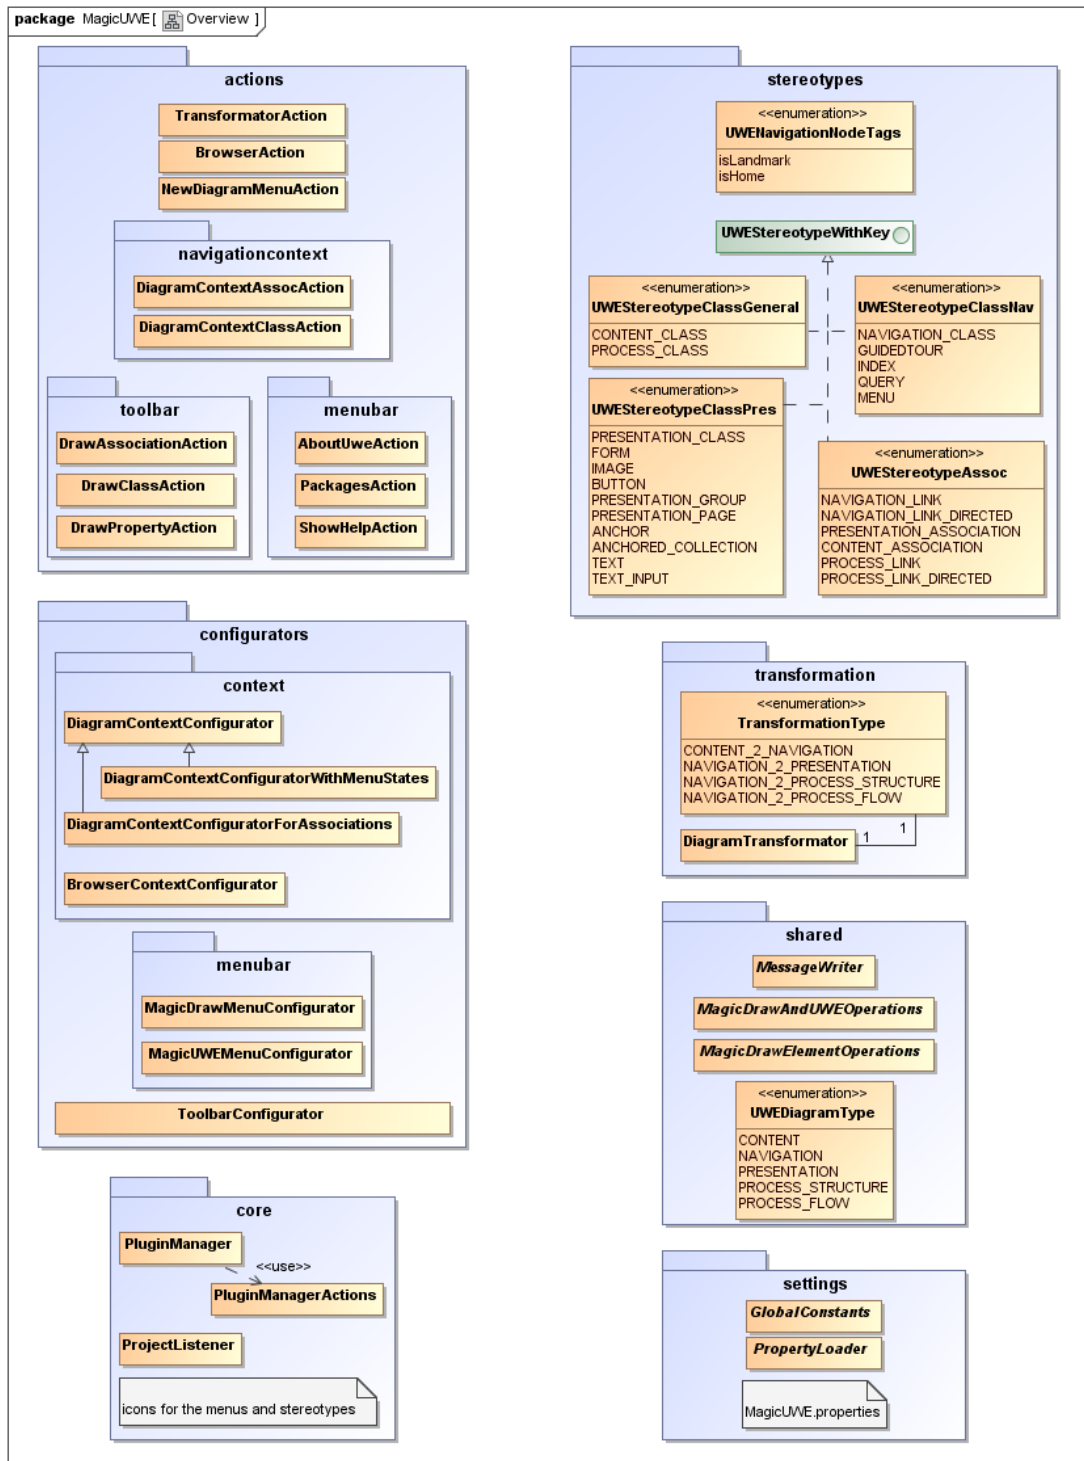 package MagicUWE [ Overview ]
actions
TransformatorAction
BrowserAction
NewDiagramMenuAction
navigationcontext
DiagramContextAssocAction
DiagramContextClassAction
toolbar
DrawAssociationAction
DrawClassAction
DrawPropertyAction
menubar
AboutUweAction
PackagesAction
ShowHelpAction
stereotypes
<<enumeration>>
UWENavigationNodeTags
isLandmark
isHome
UWEStereotypeWithKey
<<enumeration>>
UWEStereotypeClassGeneral
CONTENT_CLASS
PROCESS_CLASS
<<enumeration>>
UWEStereotypeClassNav
NAVIGATION_CLASS
GUIDEDTOUR
INDEX
QUERY
MENU
<<enumeration>>
UWEStereotypeClassPres
PRESENTATION_CLASS
FORM
IMAGE
BUTTON
PRESENTATION_GROUP
PRESENTATION_PAGE
ANCHOR
ANCHORED_COLLECTION
TEXT
TEXT_INPUT
<<enumeration>>
UWEStereotypeAssoc
NAVIGATION_LINK
NAVIGATION_LINK_DIRECTED
PRESENTATION_ASSOCIATION
CONTENT_ASSOCIATION
PROCESS_LINK
PROCESS_LINK_DIRECTED
configurators
context
DiagramContextConfigurator
DiagramContextConfiguratorWithMenuStates
DiagramContextConfiguratorForAssociations
BrowserContextConfigurator
menubar
MagicDrawMenuConfigurator
MagicUWEMenuConfigurator
ToolbarConfigurator
transformation
<<enumeration>>
TransformationType
CONTENT_2_NAVIGATION
NAVIGATION_2_PRESENTATION
NAVIGATION_2_PROCESS_STRUCTURE
NAVIGATION_2_PROCESS_FLOW
DiagramTransformator
1
1
shared
MessageWriter
MagicDrawAndUWEOperations
MagicDrawElementOperations
<<enumeration>>
UWEDiagramType
CONTENT
NAVIGATION
PRESENTATION
PROCESS_STRUCTURE
PROCESS_FLOW
core
PluginManager
<<use>>
PluginManagerActions
ProjectListener
icons for the menus and stereotypes
settings
GlobalConstants
PropertyLoader
MagicUWE.properties